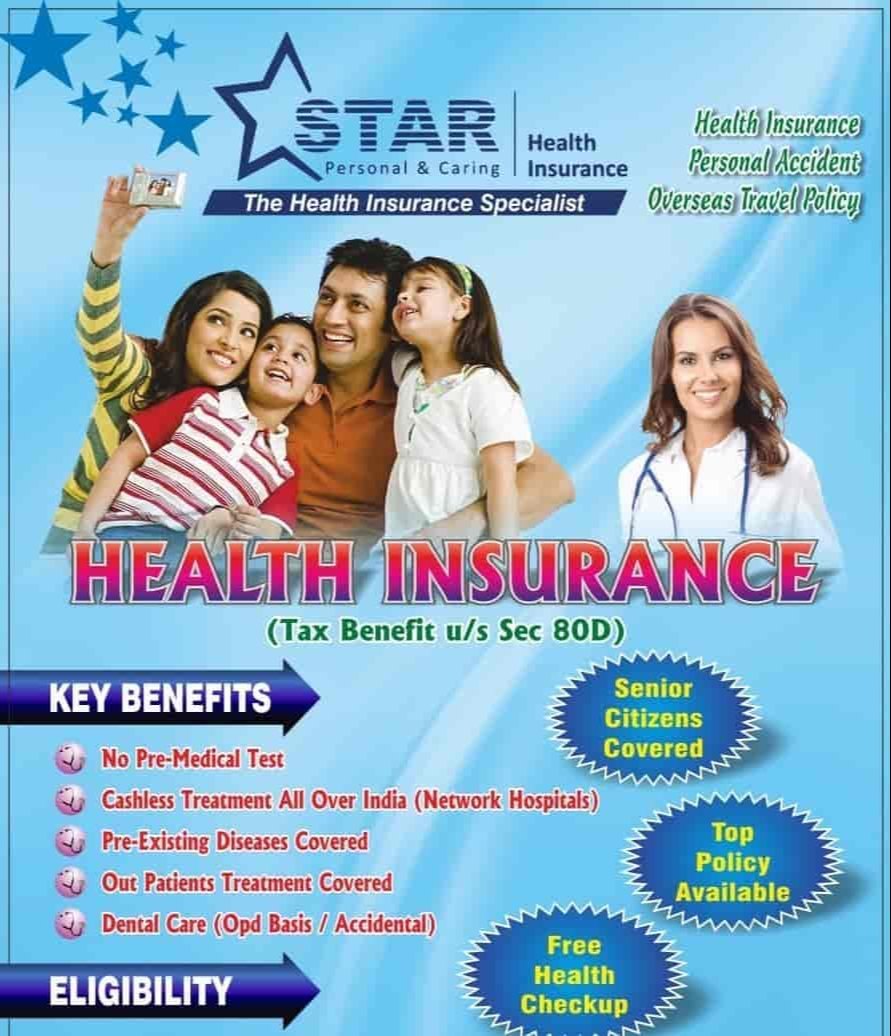 STAR
Personal & Caring
Health
Insurance
The Health Insurance Specialist
Health Insurance
Personal Accident
Overseas Travel Policy
HEALTH INSURANCE
(Tax Benefit u/s Sec 80D)
KEY BENEFITS
No Pre-Medical Test
Cashless Treatment All Over India (Network Hospitals)
Pre-Existing Diseases Covered
Out Patients Treatment Covered
Dental Care (Opd Basis / Accidental)
Senior
Citizens
Covered
Top
Policy
Available
Free
Health
Checkup
ELIGIBILITY